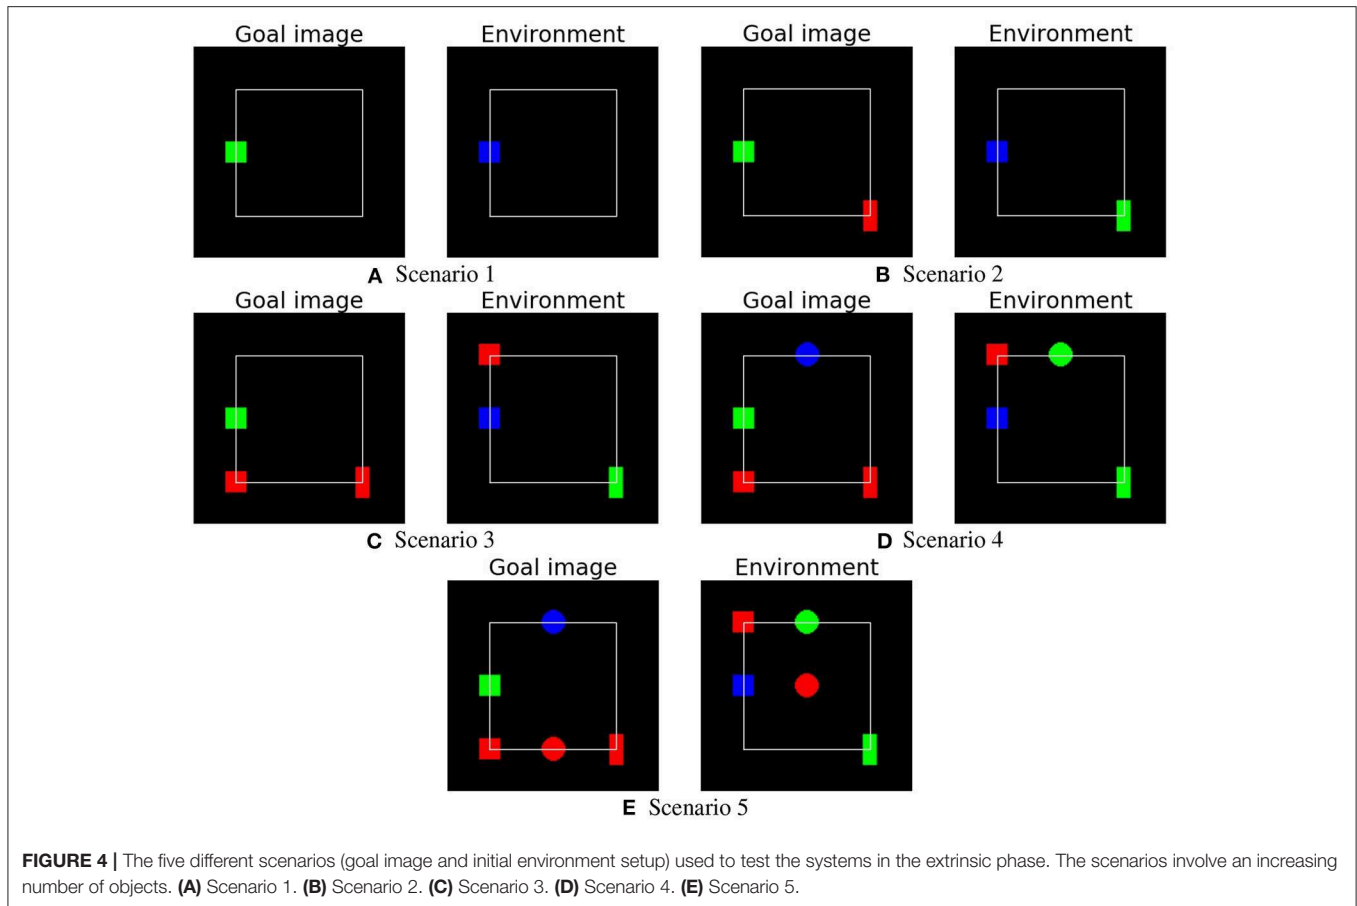 Goal image Environment Goal image Environment
A Scenario 1 B Scenario 2
Goal image Environment Goal image Environment
C Scenario 3 D Scenario 4
Goal image Environment
E Scenario 5
FIGURE 4 | The five different scenarios (goal image and initial environment setup) used to test the systems in the extrinsic phase. The scenarios involve an increasing
number of objects. (A) Scenario 1. (B) Scenario 2. (C) Scenario 3. (D) Scenario 4. (E) Scenario 5.